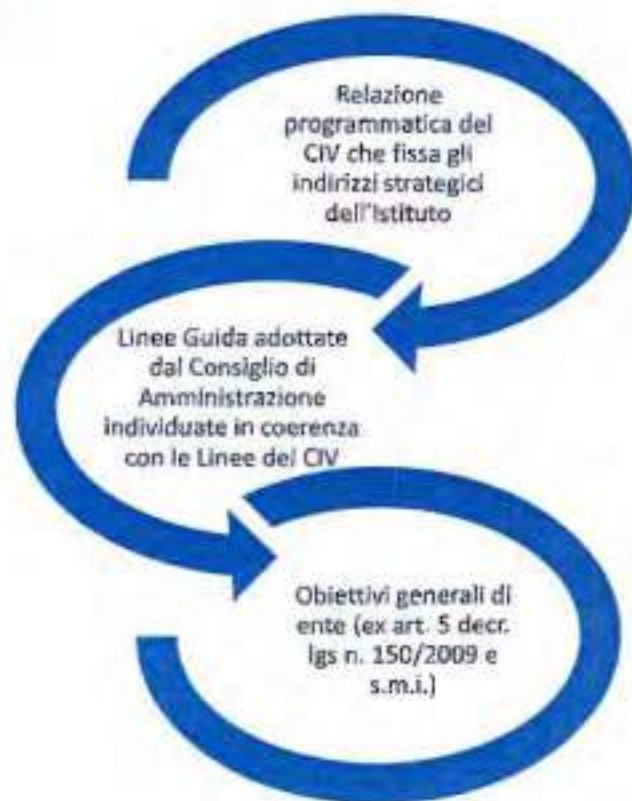 Relazione
programmatica del
CIV che fissa gli
indirizzi strategici
dell'Istituto
Linee Guida adottate
dal Consiglio di
Amministrazione
individuate in coerenza
con le Linee del CIV
Obiettivi generali di
ente (ex art. 5 decr.
lgs n. 150/2009 e
s.m.i.)